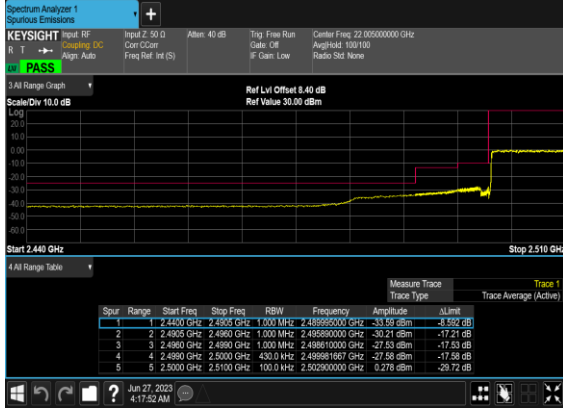 Spectrum Analyzer 1
Spurious Emissions
KEYSIGHT Input: RF Input Z: 50 Ω Atten: 40 dB Trig: Free Run Center Freq: 22.005000000 GHz
R T Coupling: DC Corr CCorr Gate: Off Avg|Hold: 100/100
Align: Auto Freq Ref: Int (S) IF Gain: Low Radio Std: None
PASS
3 All Range Graph
Ref Lvl Offset 8.40 dB
Scale/Div 10.0 dB Ref Value 30.00 dBm
Log
20.0
10.0
0.00
-10.0
-20.0
-30.0
-40.0
-50.0
-60.0
Start 2.440 GHz Stop 2.510 GHz
4 All Range Table
Measure Trace Trace 1
Trace Type Trace Average (Active)
Spur Range Start Freq Stop Freq RBW Frequency Amplitude ΔLimit
1 1 2.4400 GHz 2.4905 GHz 1.000 MHz 2.489995000 GHz -33.59 dBm -8.592 dB
2 2 2.4905 GHz 2.4960 GHz 1.000 MHz 2.495890000 GHz -30.21 dBm -17.21 dB
3 3 2.4960 GHz 2.4990 GHz 1.000 MHz 2.498610000 GHz -27.53 dBm -17.53 dB
4 4 2.4990 GHz 2.5000 GHz 430.0 kHz 2.499981667 GHz -27.58 dBm -17.58 dB
5 5 2.5000 GHz 2.5100 GHz 100.0 kHz 2.502900000 GHz 0.278 dBm -29.72 dB
Jun 27, 2023
4:17:52 AM